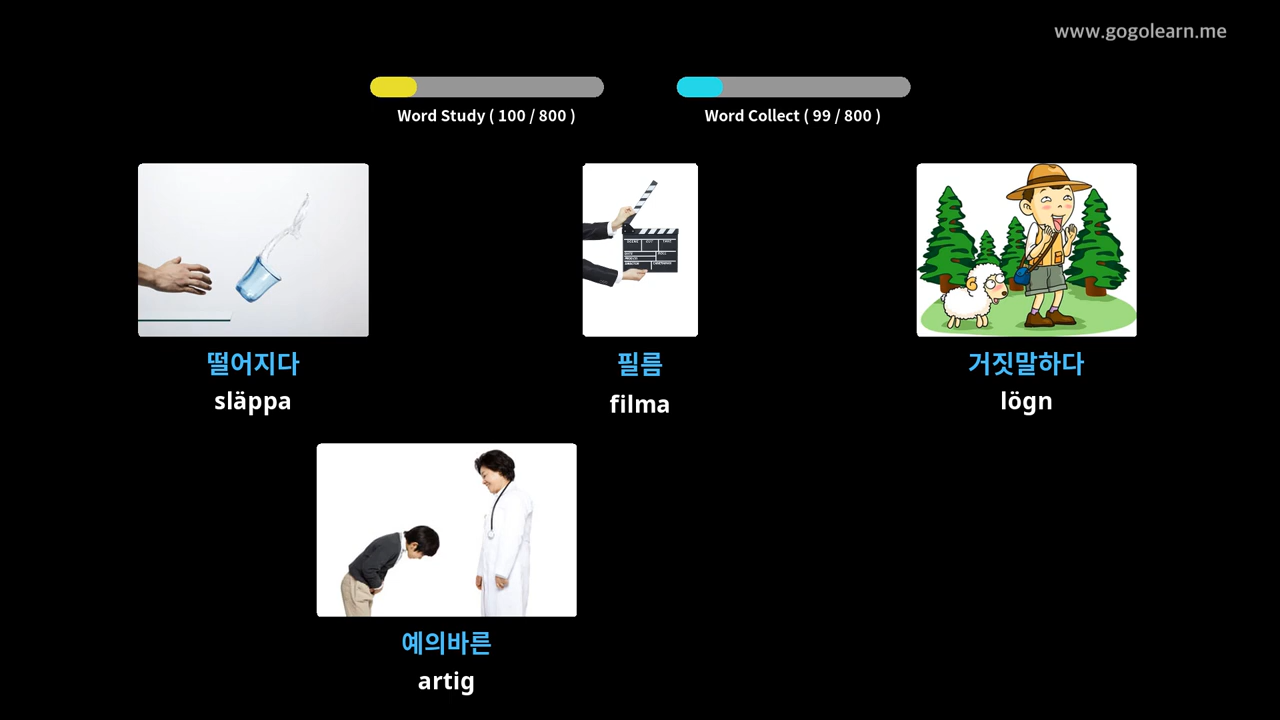 www.gogolearn.me
Word Study ( 100 / 800 )
Word Collect ( 99 / 800 )
떨어지다
släppa
필름
filma
거짓말하다
lögn
예의바른
artig